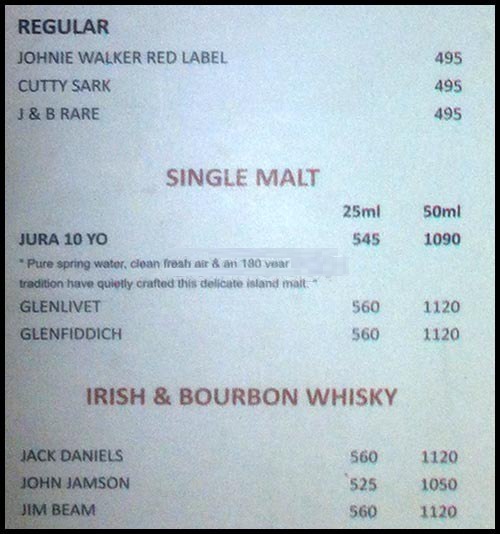 REGULAR
JOHNIE WALKER RED LABEL 495
CUTTY SARK 495
J & B RARE 495
SINGLE MALT
25ml 50ml
JURA 10 YO 545 1090
" Pure spring water, clean fresh air & an 180 year
tradition have quietly crafted this delicate island malt. "
GLENLIVET 560 1120
GLENFIDDICH 560 1120
IRISH & BOURBON WHISKY
JACK DANIELS 560 1120
JOHN JAMSON 525 1050
JIM BEAM 560 1120